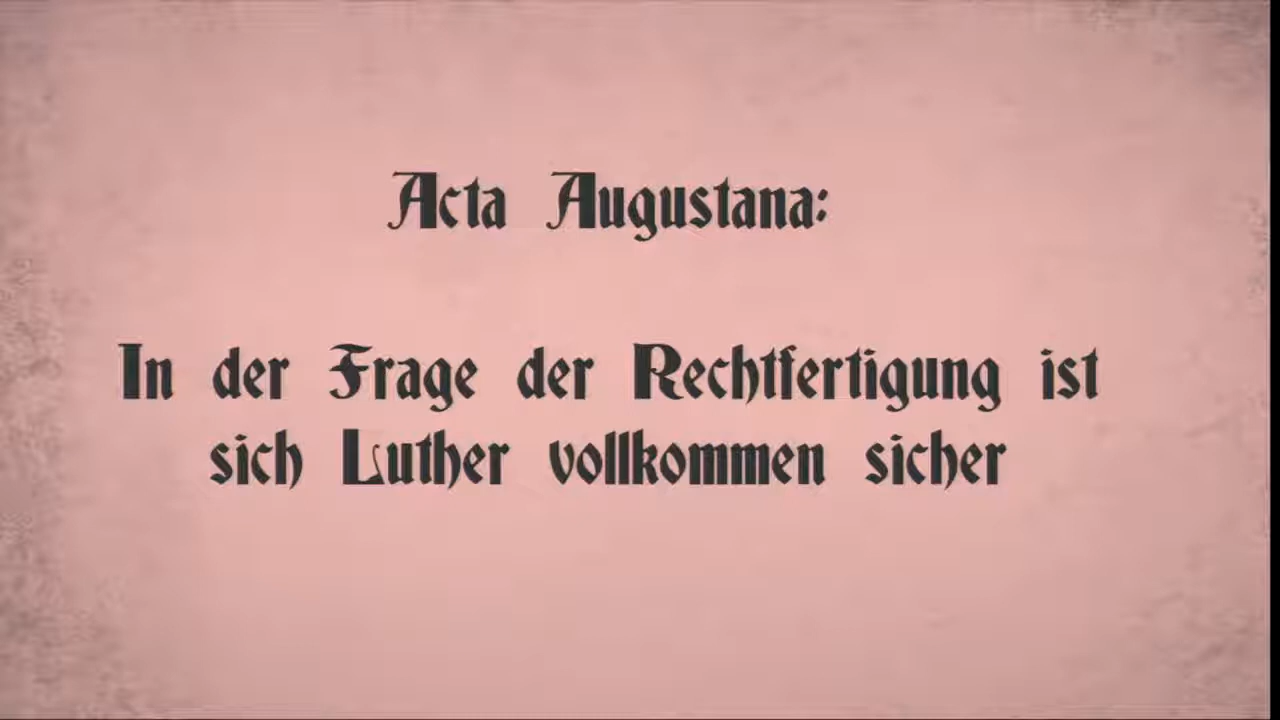 Acta Augustana:
In der Frage der Rechtfertigung ist
sich Luther vollkommen sicher